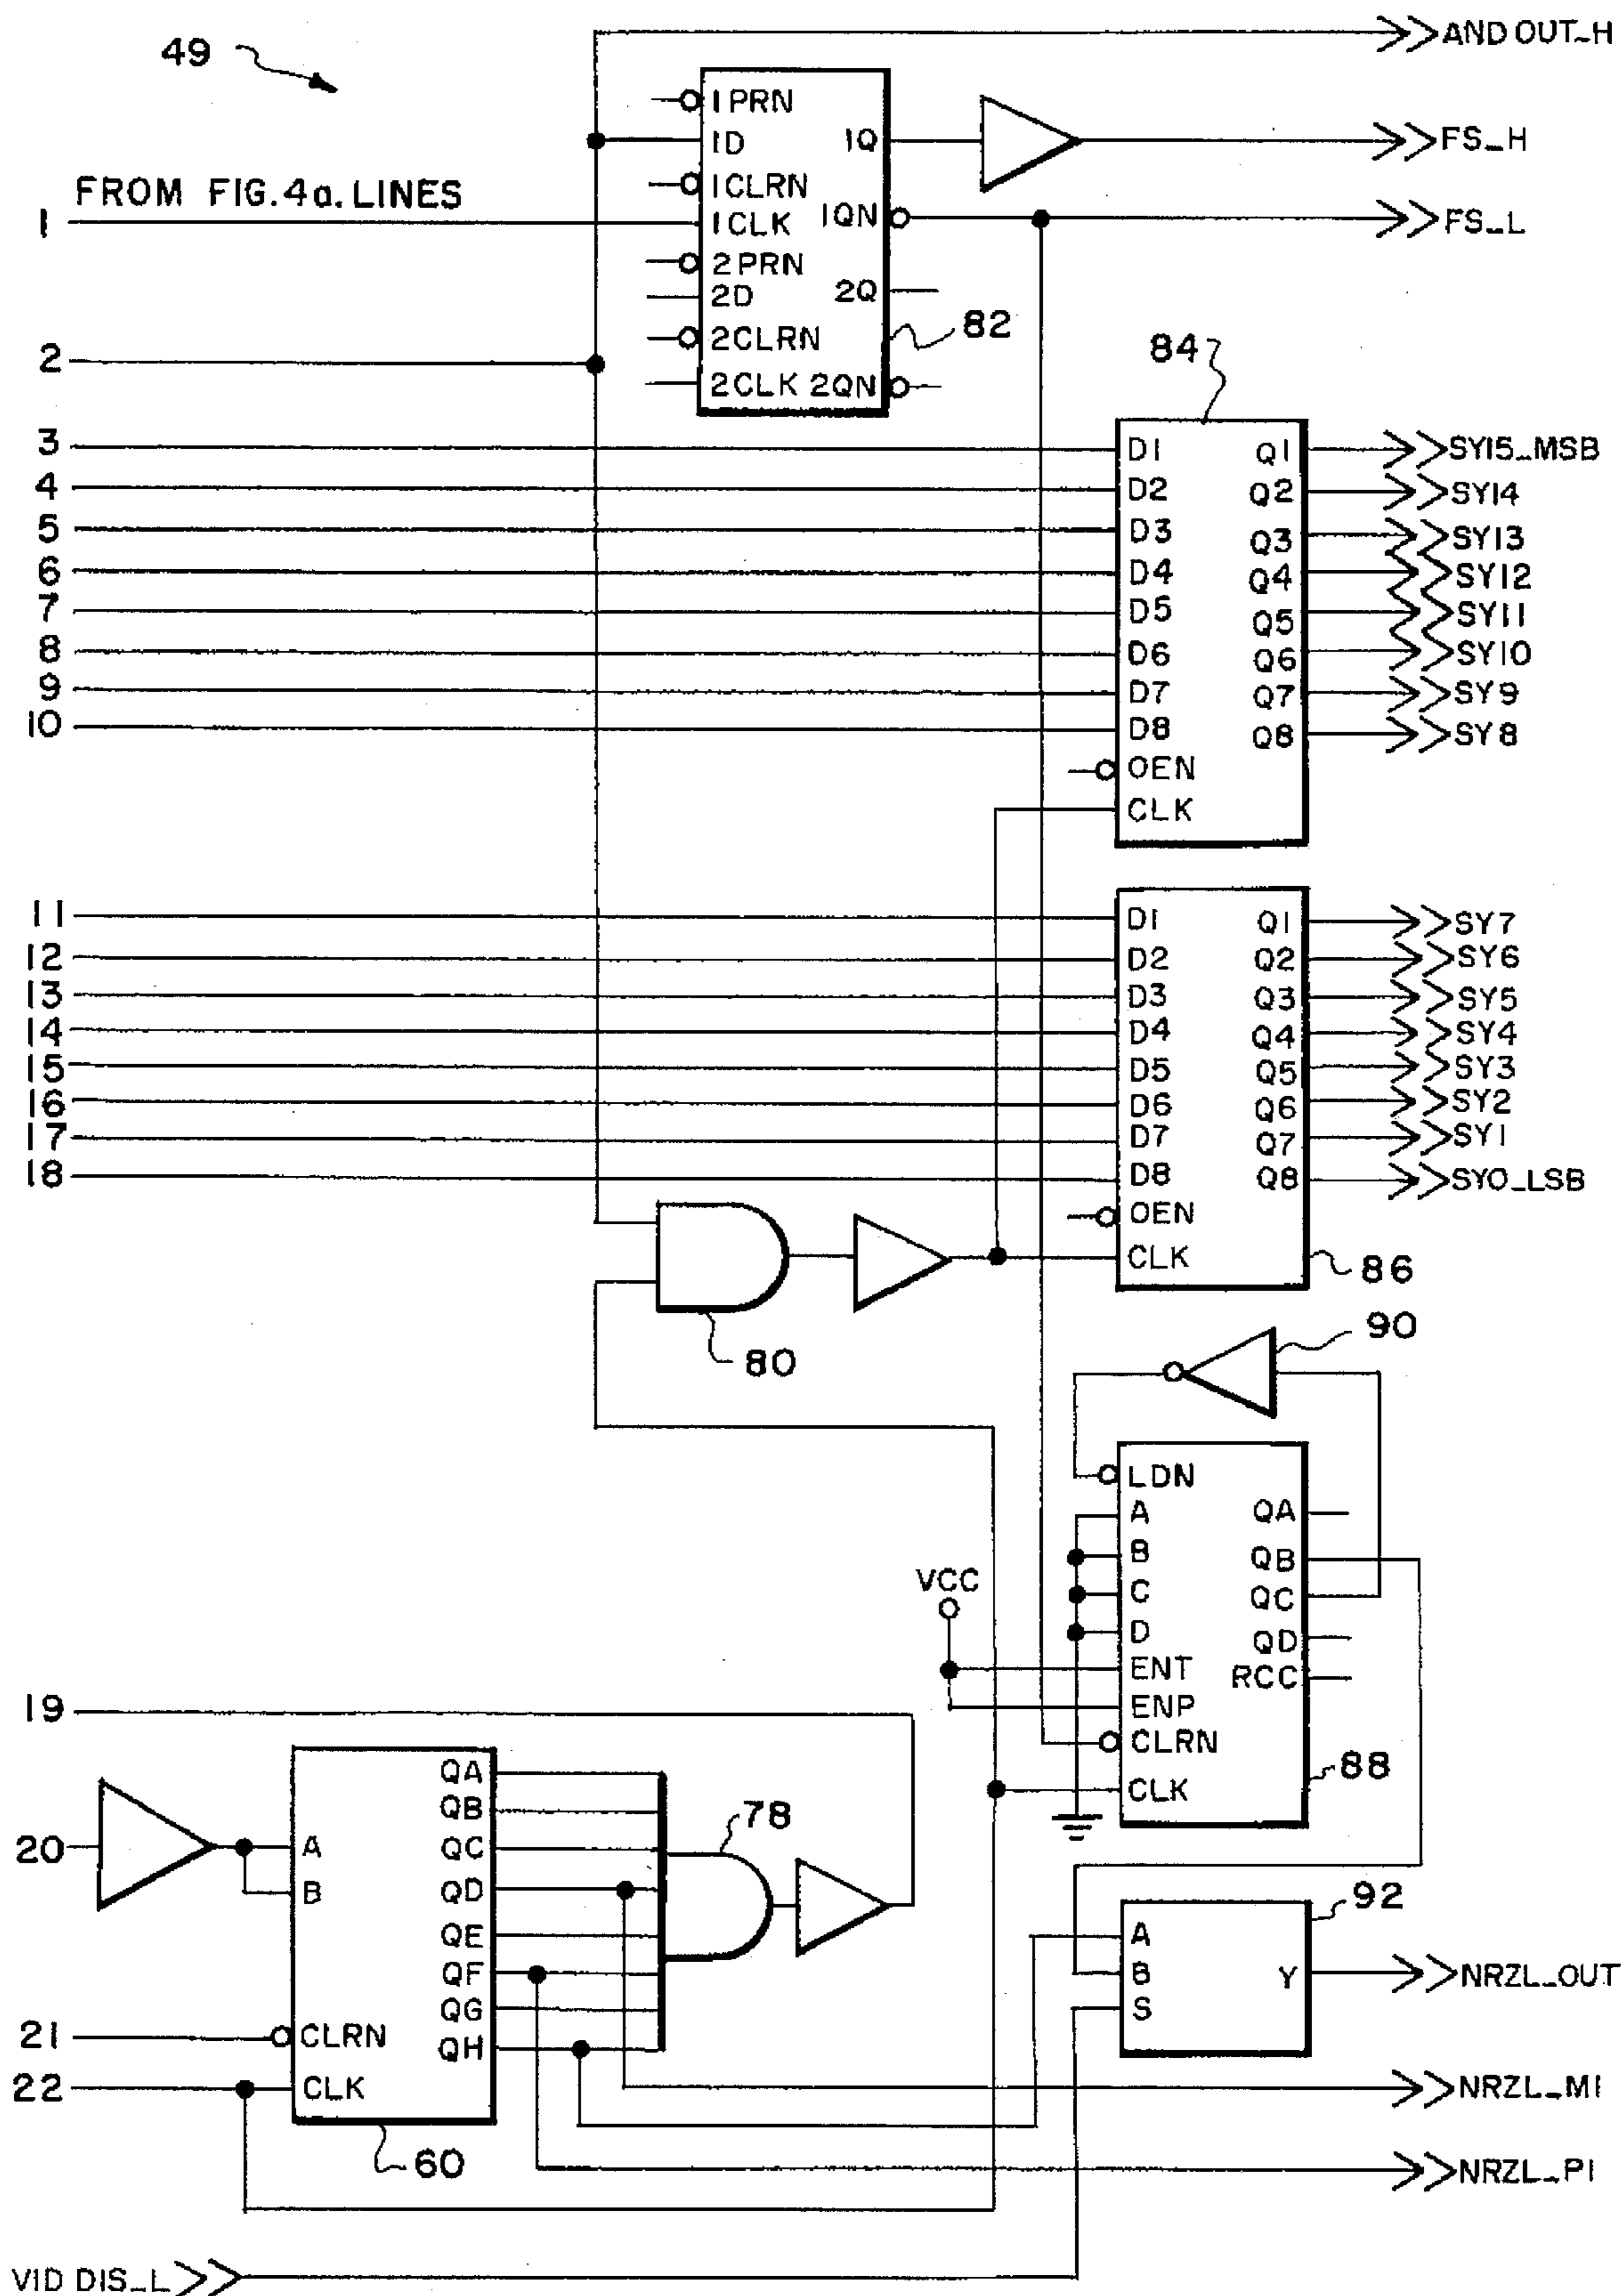 49
AND OUT_H
1PRN
1D 1Q
FS_H
FROM FIG.4a.LINES
1CLRN
1
1CLK 1QN
FS_L
2PRN
2D 2Q
82
2
2CLRN
2CLK 2QN
84
3 D1 Q1 SY15_MSB
4 D2 Q2 SY14
5 D3 Q3 SY13
6 D4 Q4 SY12
7 D5 Q5 SY11
8 D6 Q6 SY10
9 D7 Q7 SY9
10 D8 Q8 SY8
OEN
CLK
11 D1 Q1 SY7
12 D2 Q2 SY6
13 D3 Q3 SY5
14 D4 Q4 SY4
15 D5 Q5 SY3
16 D6 Q6 SY2
17 D7 Q7 SY1
18 D8 Q8 SY0_LSB
OEN
CLK
86
80
90
LDN
A QA
B QB
VCC
C QC
D QD
ENT RCC
19
ENP
CLRN
88
CLK
QA
QB
78
20 A QC
B QD
92
QE
A
QF
B Y NRZL_OUT
QG
S
21 CLRN QH
22 CLK
NRZL_MI
60
NRZL_PI
VID DIS_L